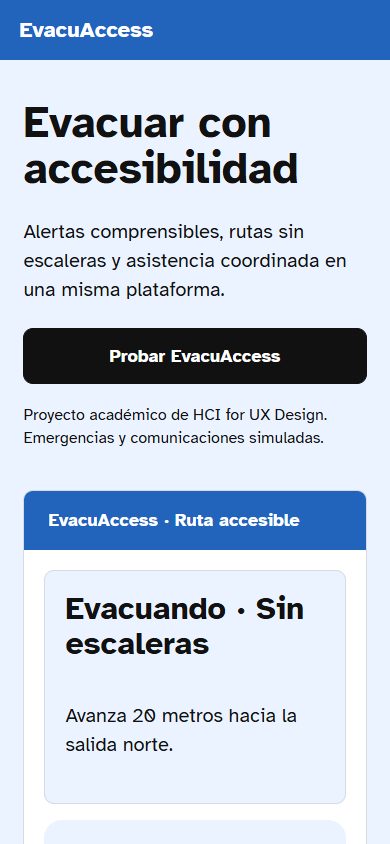 EvacuAccess
Evacuar con
accesibilidad
Alertas comprensibles, rutas sin
escaleras y asistencia coordinada en
una misma plataforma.
Probar EvacuAccess
Proyecto académico de HCI for UX Design.
Emergencias y comunicaciones simuladas.
EvacuAccess · Ruta accesible
Evacuando · Sin
escaleras
Avanza 20 metros hacia la
salida norte.